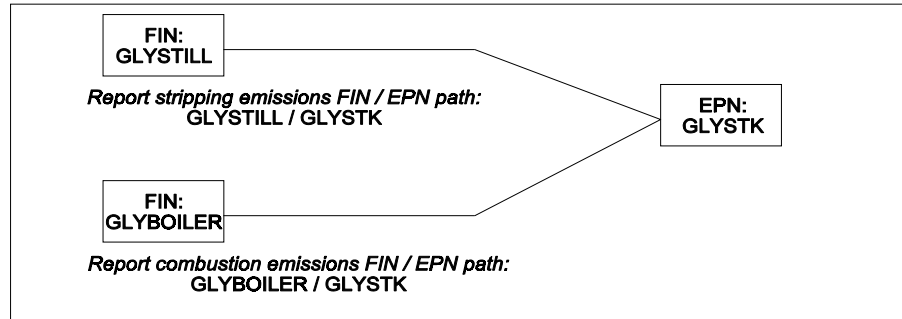 FIN:
GLYSTILL
Report stripping emissions FIN / EPN path:
GLYSTILL / GLYSTK
EPN:
GLYSTK
FIN:
GLYBOILER
Report combustion emissions FIN / EPN path:
GLYBOILER / GLYSTK